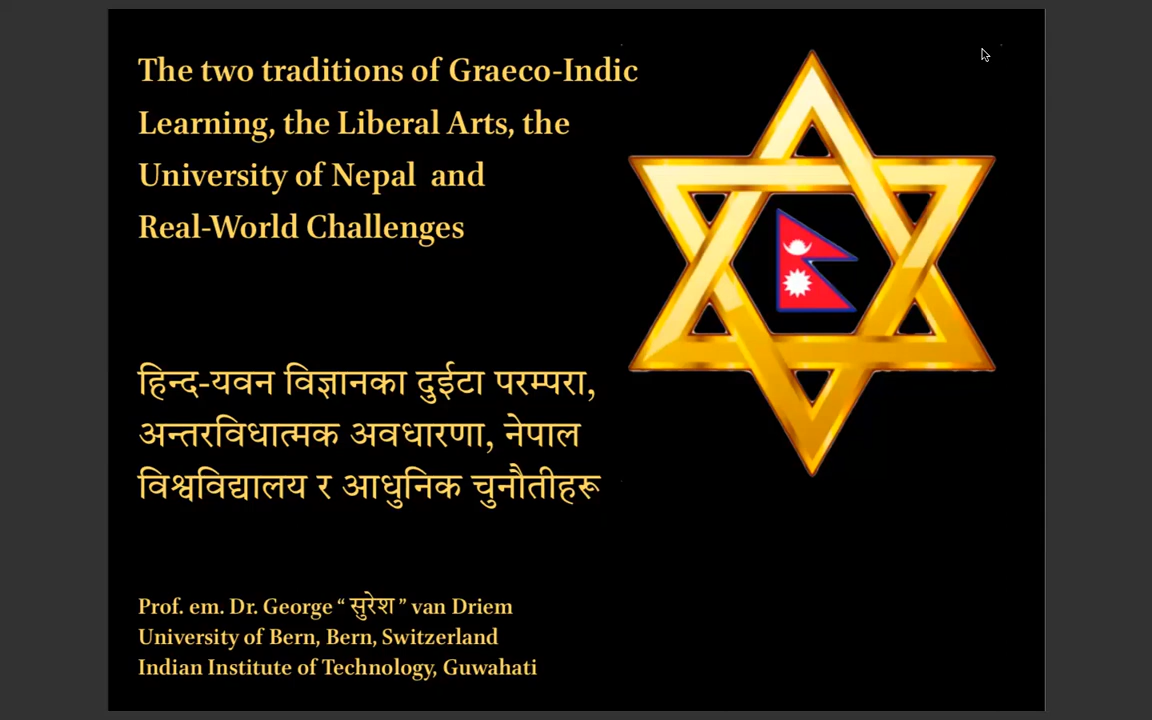 The two traditions of Graeco-Indic
Learning, the Liberal Arts, the
University of Nepal and
Real-World Challenges
हिन्द-यवन विज्ञानका दुईटा परम्परा,
अन्तरविधात्मक अवधारणा, नेपाल
विश्वविद्यालय र आधुनिक चुनौतीहरू
Prof. em. Dr. George “ सुरेश ” van Driem
University of Bern, Bern, Switzerland
Indian Institute of Technology, Guwahati